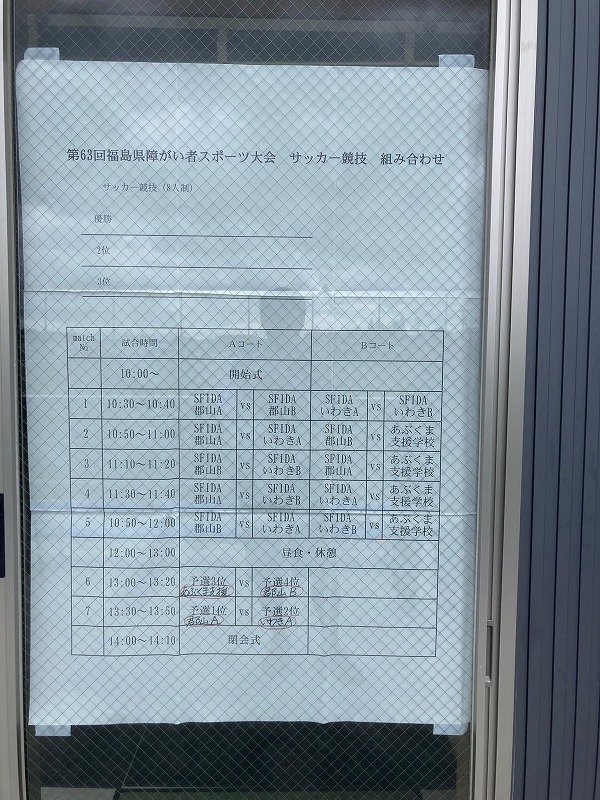 第63回福島県障がい者スポーツ大会　サッカー競技　組み合わせ
サッカー競技（8人制）
優勝
2位
3位
match No 試合時間 Aコート Bコート
10:00～ 開始式
1 10:30～10:40 SFIDA 郡山A vs SFIDA 郡山B SFIDA いわきA vs SFIDA いわきB
2 10:50～11:00 SFIDA 郡山A vs SFIDA いわきB SFIDA 郡山B vs あぶくま 支援学校
3 11:10～11:20 SFIDA 郡山B vs SFIDA いわきB SFIDA 郡山A vs SFIDA いわきA
4 11:30～11:40 SFIDA 郡山A vs SFIDA いわきB SFIDA いわきA vs あぶくま 支援学校
5 10:50～12:00 SFIDA 郡山B vs SFIDA いわきA SFIDA いわきB vs あぶくま 支援学校
12:00～13:00 昼食・休憩
6 13:00～13:20 予選3位 あぶくま支援 vs 予選4位 郡山B
7 13:30～13:50 予選1位 郡山A vs 予選2位 いわきA
14:00～14:10 閉会式